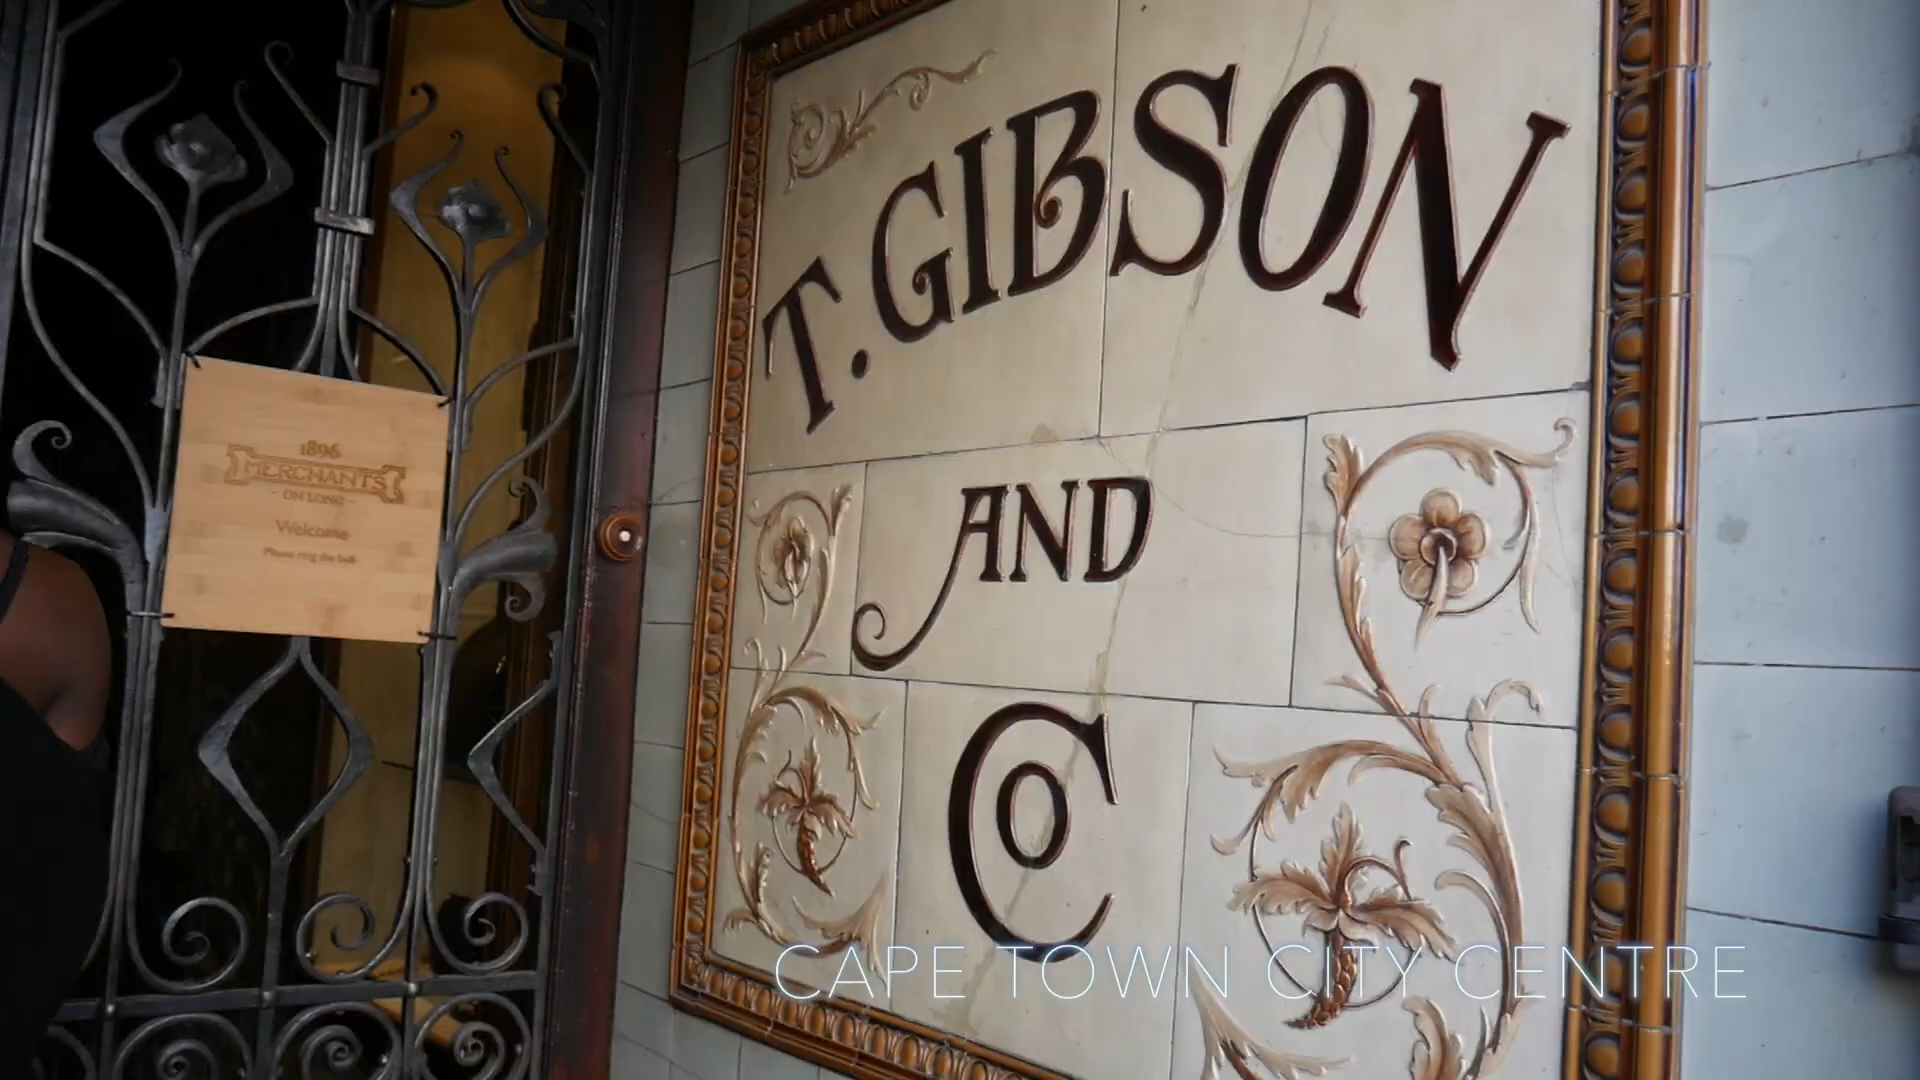 T. GIBSON
AND
CO
1896
MERCHANTS
- ON LONG -
Welcome
Please ring the bell
CAPE TOWN CITY CENTRE